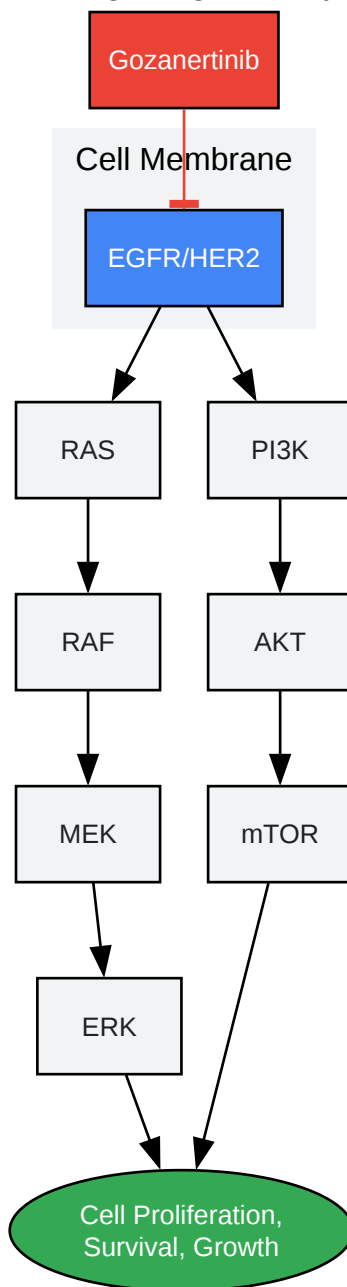 Gozanertinib
Cell Membrane
EGFR/HER2
RAS
PI3K
RAF
AKT
MEK
mTOR
ERK
Cell Proliferation,
Survival, Growth